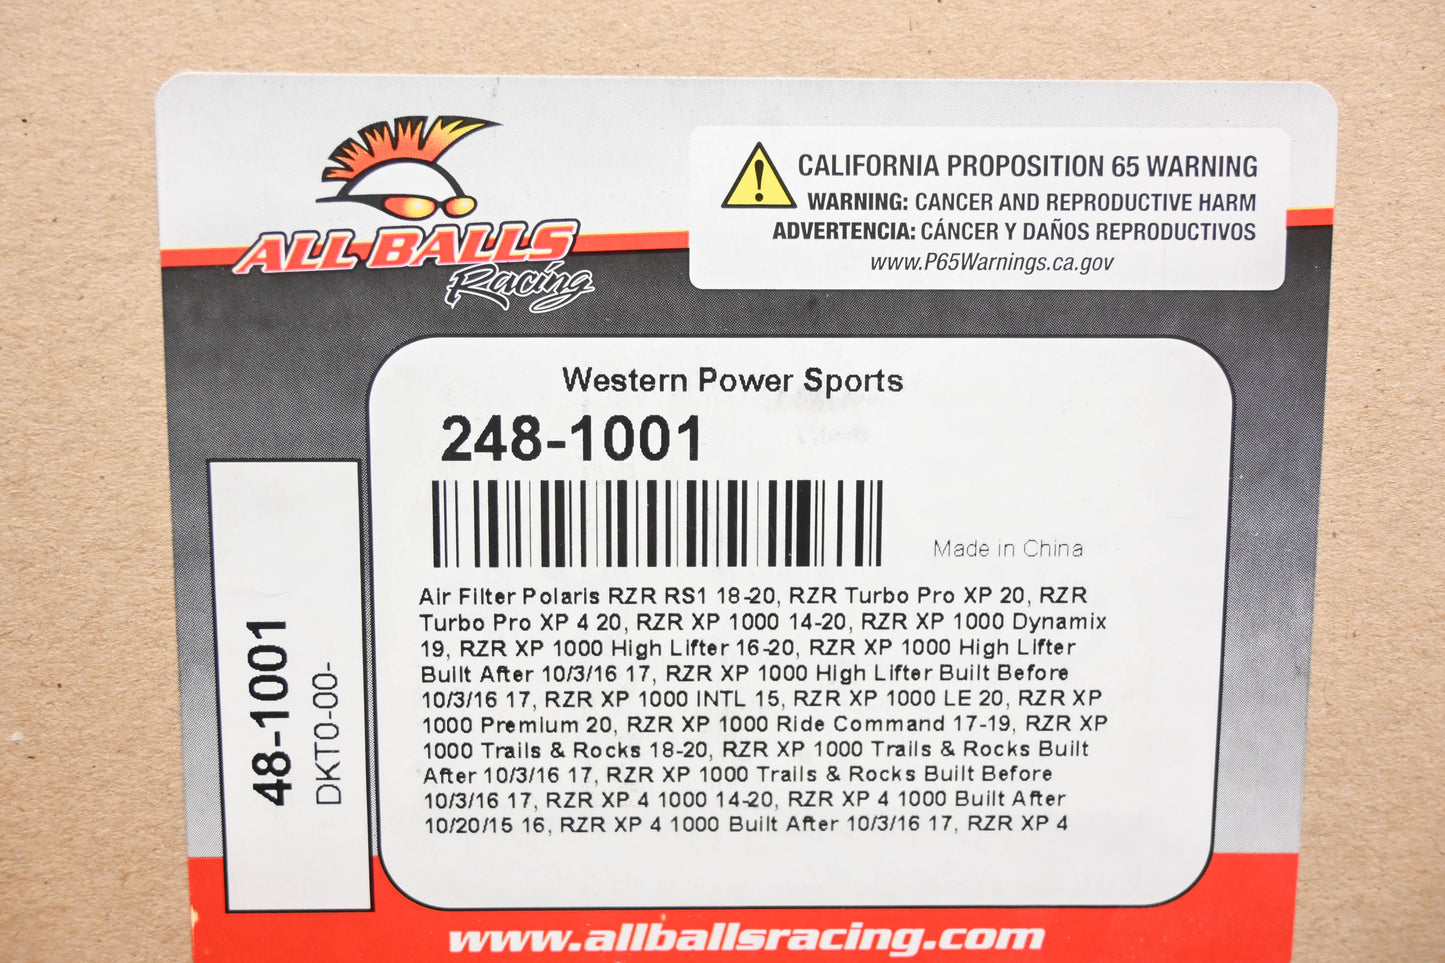 ALL BALLS
Racing
CALIFORNIA PROPOSITION 65 WARNING
WARNING: CANCER AND REPRODUCTIVE HARM
ADVERTENCIA: CÁNCER Y DAÑOS REPRODUCTIVOS
www.P65Warnings.ca.gov
Western Power Sports
248-1001
Made in China
Air Filter Polaris RZR RS1 18-20, RZR Turbo Pro XP 20, RZR
Turbo Pro XP 4 20, RZR XP 1000 14-20, RZR XP 1000 Dynamix
19, RZR XP 1000 High Lifter 16-20, RZR XP 1000 High Lifter
Built After 10/3/16 17, RZR XP 1000 High Lifter Built Before
10/3/16 17, RZR XP 1000 INTL 15, RZR XP 1000 LE 20, RZR XP
1000 Premium 20, RZR XP 1000 Ride Command 17-19, RZR XP
1000 Trails & Rocks 18-20, RZR XP 1000 Trails & Rocks Built
After 10/3/16 17, RZR XP 1000 Trails & Rocks Built Before
10/3/16 17, RZR XP 4 1000 14-20, RZR XP 4 1000 Built After
10/20/15 16, RZR XP 4 1000 Built After 10/3/16 17, RZR XP 4
48-1001
DKT0-00-
www.allballsracing.com